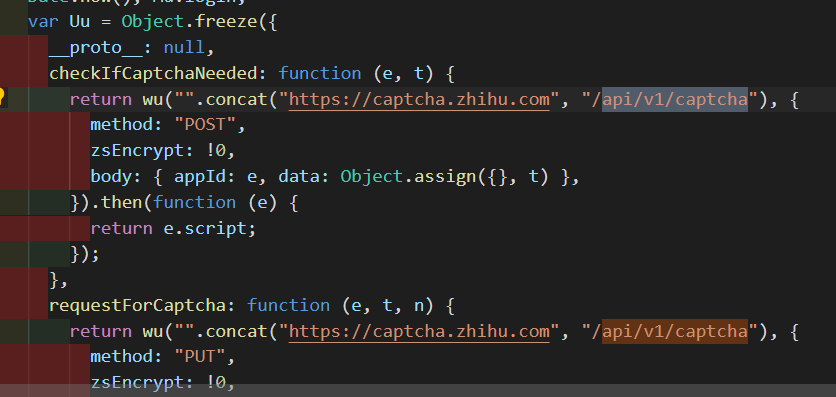 var Uu = Object.freeze({
__proto__: null,
checkIfCaptchaNeeded: function (e, t) {
return wu("".concat("https://captcha.zhihu.com", "/api/v1/captcha"), {
method: "POST",
zsEncrypt: !0,
body: { appId: e, data: Object.assign({}, t) },
}).then(function (e) {
return e.script;
});
},
requestForCaptcha: function (e, t, n) {
return wu("".concat("https://captcha.zhihu.com", "/api/v1/captcha"), {
method: "PUT",
zsEncrypt: !0,